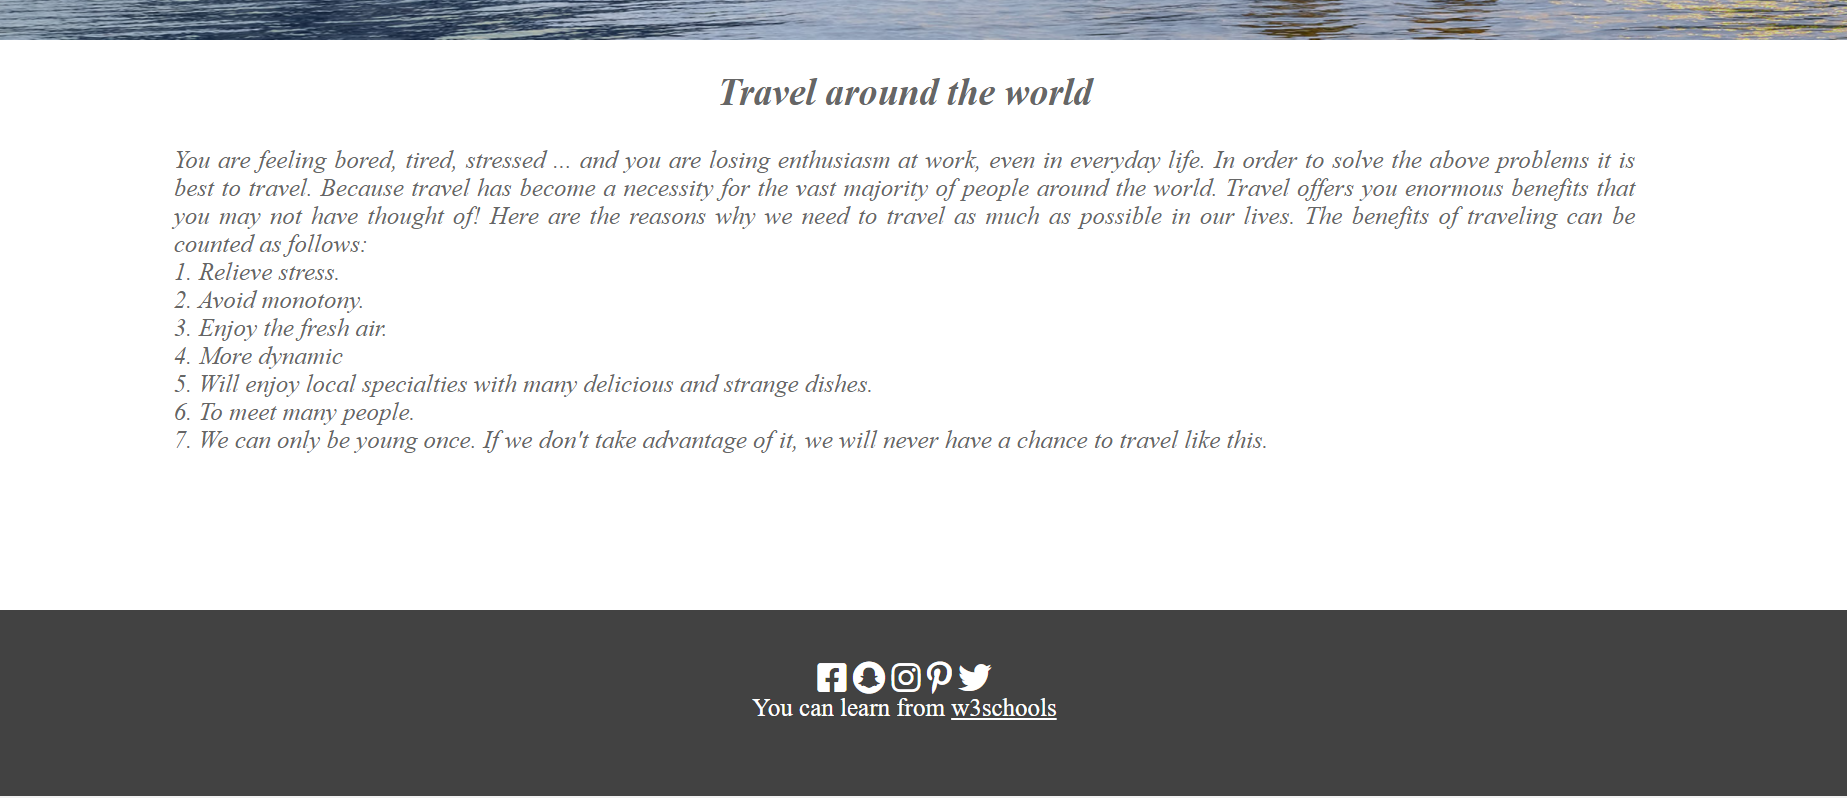 Travel around the world
You are feeling bored, tired, stressed ... and you are losing enthusiasm at work, even in everyday life. In order to solve the above problems it is
best to travel. Because travel has become a necessity for the vast majority of people around the world. Travel offers you enormous benefits that
you may not have thought of! Here are the reasons why we need to travel as much as possible in our lives. The benefits of traveling can be
counted as follows:
1. Relieve stress.
2. Avoid monotony.
3. Enjoy the fresh air.
4. More dynamic
5. Will enjoy local specialties with many delicious and strange dishes.
6. To meet many people.
7. We can only be young once. If we don't take advantage of it, we will never have a chance to travel like this.
You can learn from w3schools